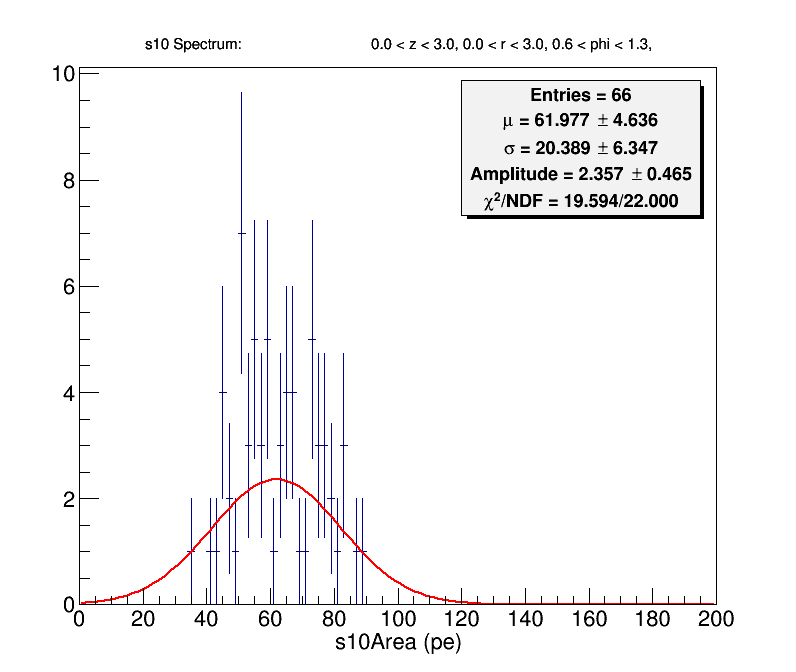 s10 Spectrum: 0.0 < z < 3.0, 0.0 < r < 3.0, 0.6 < phi < 1.3,
10
8
6
4
2
0
Entries = 66
μ = 61.977 ± 4.636
σ = 20.389 ± 6.347
Amplitude = 2.357 ± 0.465
χ²/NDF = 19.594/22.000
0 20 40 60 80 100 120 140 160 180 200
s10Area (pe)